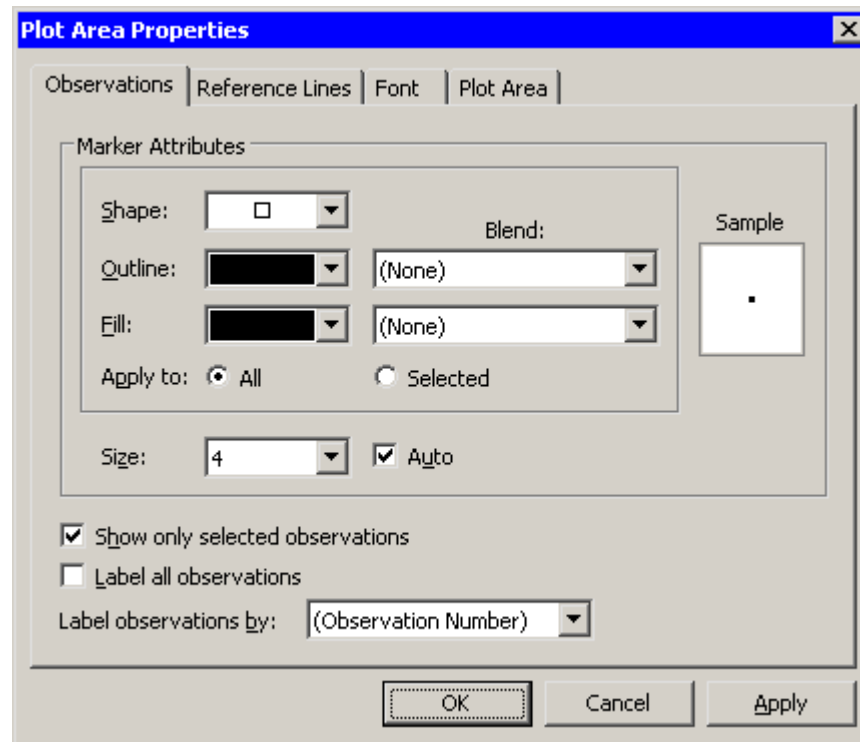 Plot Area Properties
Observations Reference Lines Font Plot Area
Marker Attributes
Shape:
Blend:
Sample
Outline: (None)
Fill: (None)
Apply to: All Selected
Size: 4 Auto
Show only selected observations
Label all observations
Label observations by: (Observation Number)
OK Cancel Apply